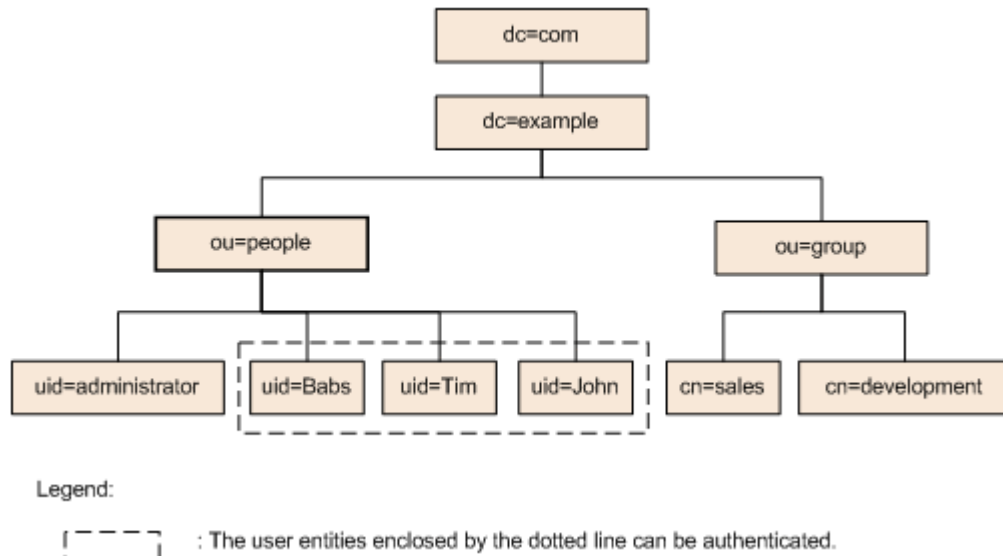 dc=com
dc=example
ou=people
ou=group
uid=administrator
uid=Babs
uid=Tim
uid=John
cn=sales
cn=development
Legend:
: The user entities enclosed by the dotted line can be authenticated.